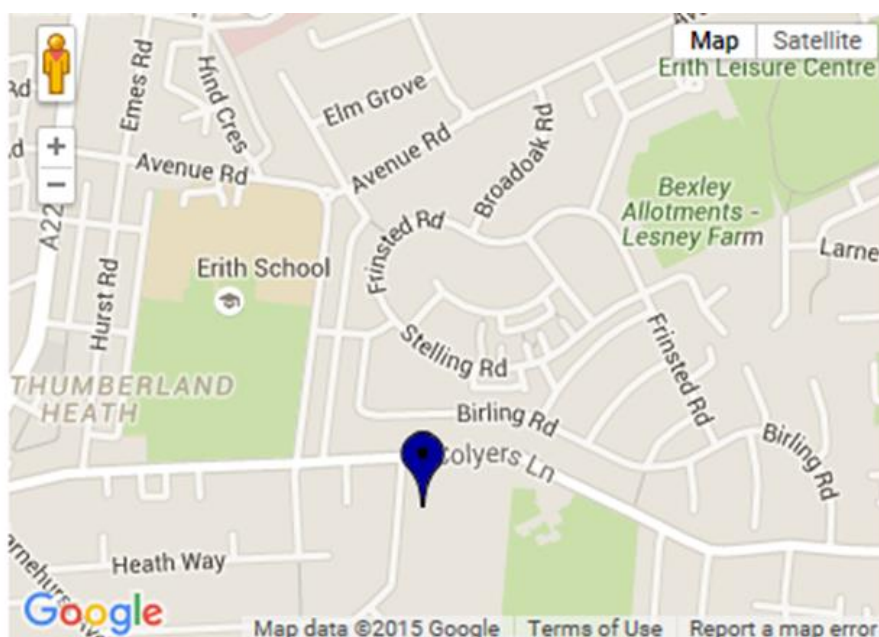 Map Satellite
Erith Leisure Centre
Emes Rd
Hind Cres
Elm Grove
Rd
Avenue Rd
Avenue Rd
Broadoak Rd
Bexley
Allotments -
Lesney Farm
A22
Frinsted Rd
Larne
Erith School
Hurst Rd
Stelling Rd
Frinsted Rd
THUMBERLAND
HEATH
Birling Rd
Birling Rd
Colyers Ln
Heath Way
Google
Map data ©2015 Google Terms of Use Report a map error